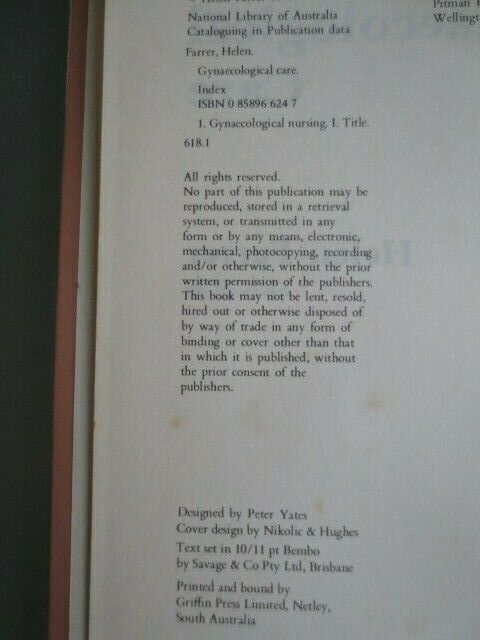 © Helen
Pitman
National Library of Australia
Wellingt
Cataloguing in Publication data
Farrer, Helen.
Gynaecological care.
Index
ISBN 0 85896 624 7
1. Gynaecological nursing. I. Title.
618.1
All rights reserved.
No part of this publication may be
reproduced, stored in a retrieval
system, or transmitted in any
form or by any means, electronic,
mechanical, photocopying, recording
and/or otherwise, without the prior
written permission of the publishers.
This book may not be lent, resold,
hired out or otherwise disposed of
by way of trade in any form of
binding or cover other than that
in which it is published, without
the prior consent of the
publishers.
Designed by Peter Yates
Cover design by Nikolic & Hughes
Text set in 10/11 pt Bembo
by Savage & Co Pty Ltd, Brisbane
Printed and bound by
Griffin Press Limited, Netley,
South Australia